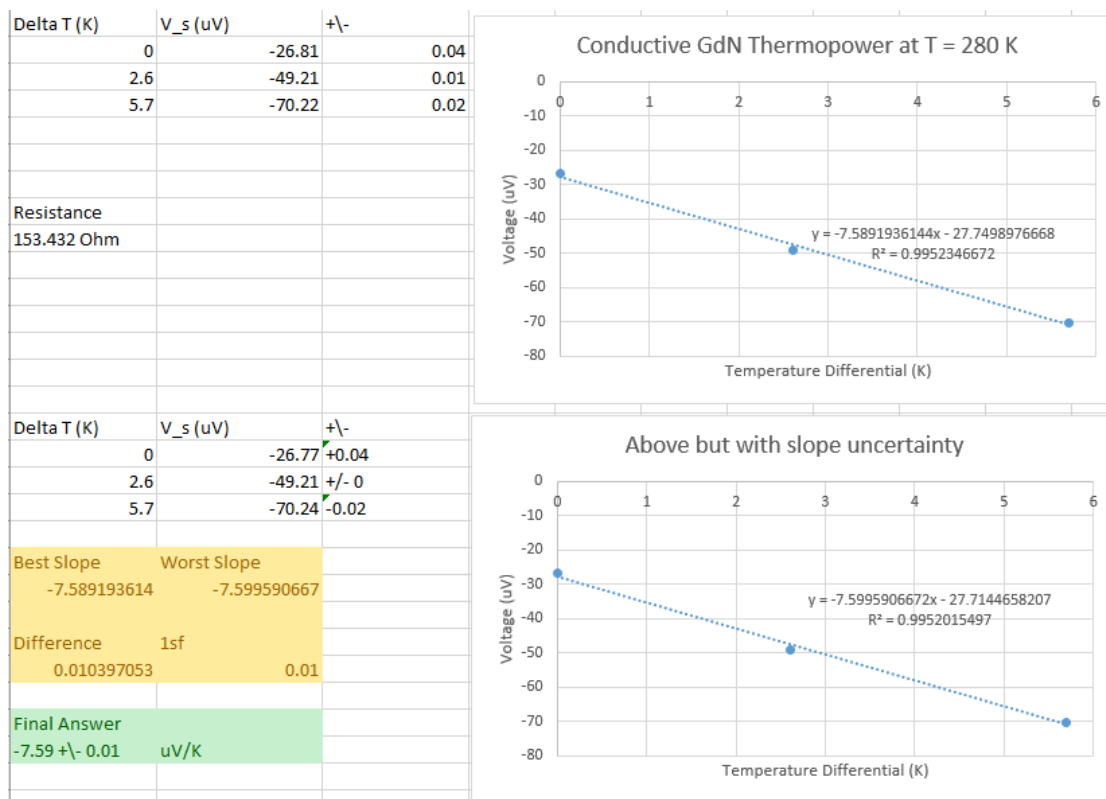 Delta T (K) V_s (uV) +\-
0 -26.81 0.04
2.6 -49.21 0.01
5.7 -70.22 0.02
Resistance
153.432 Ohm
Conductive GdN Thermopower at T = 280 K
0
0 1 2 3 4 5 6
-10
-20
-30
-40
-50
-60
-70
-80
Voltage (uV)
y = -7.5891936144x - 27.7498976668
R² = 0.9952346672
Temperature Differential (K)
Delta T (K) V_s (uV) +\-
0 -26.77 +0.04
2.6 -49.21 +/- 0
5.7 -70.24 -0.02
Best Slope Worst Slope
-7.589193614 -7.599590667
Difference 1sf
0.010397053 0.01
Final Answer
-7.59 +\- 0.01 uV/K
Above but with slope uncertainty
0
0 1 2 3 4 5 6
-10
-20
-30
-40
-50
-60
-70
-80
Voltage (uV)
y = -7.5995906672x - 27.7144658207
R² = 0.9952015497
Temperature Differential (K)